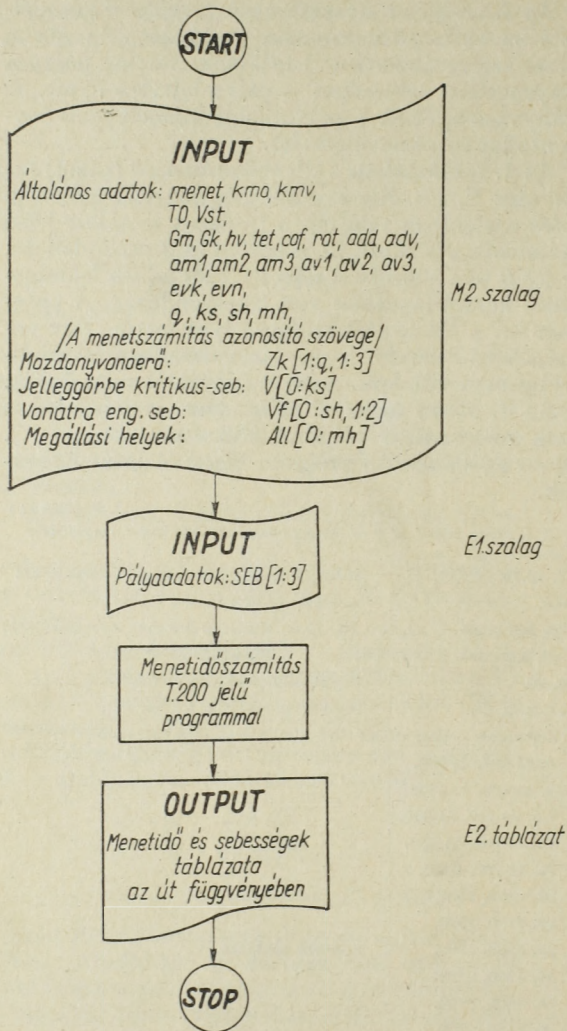 START
INPUT
Általános adatok: menet, kmo, kmv,
T0, Vst,
Gm, Gk, hv, tet, cof, rot, add, adv,
am1, am2, am3, av1, av2, av3,
evk, evn,
q, ks, sh, mh,
/A menetszámítás azonosító szövege/
Mozdonyvonóerő: Zk[1:q,1:3]
Jelleggörbe kritikus-seb: V[0:ks]
Vonatra eng. seb: Vf[0:sh,1:2]
Megállási helyek: All[0:mh]
M2. szalag
INPUT
Pályaadatok: SEB[1:3]
E1. szalag
Menetidőszámítás
T.200 jelű
programmal
OUTPUT
Menetidő és sebességek
táblázata
az út függvényében
E2. táblázat
STOP